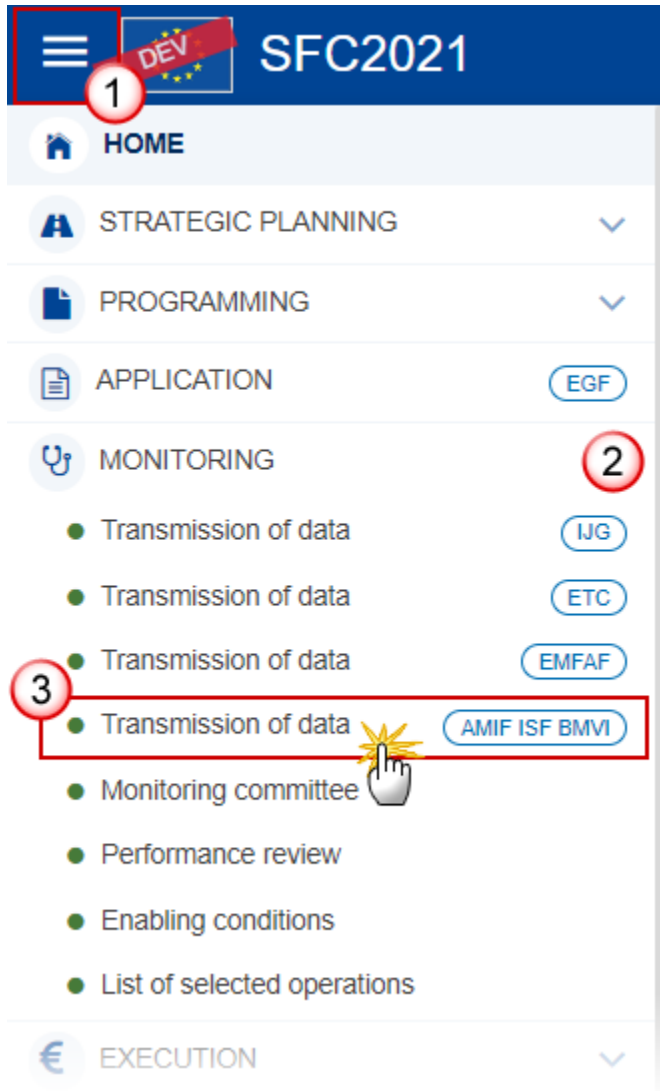 DEV
SFC2021
1
HOME
STRATEGIC PLANNING
PROGRAMMING
APPLICATION EGF
MONITORING 2
Transmission of data IJG
Transmission of data ETC
Transmission of data EMFAF
3
Transmission of data AMIF ISF BMVI
Monitoring committee
Performance review
Enabling conditions
List of selected operations
€ EXECUTION